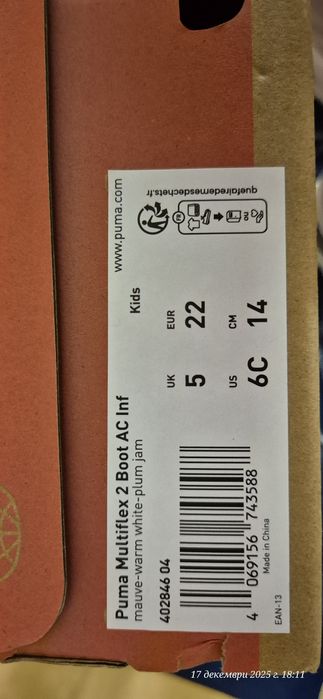 Puma Multiflex 2 Boot AC Inf
mauve-warm white-plum jam
Kids
www.puma.com
402846 04
UK
5
EUR
22
US
6C
CM
14
4 069156 743588
EAN-13
Made in China
FR
ou
quefairedemesdechets.fr
17 декември 2025 г. 18:11